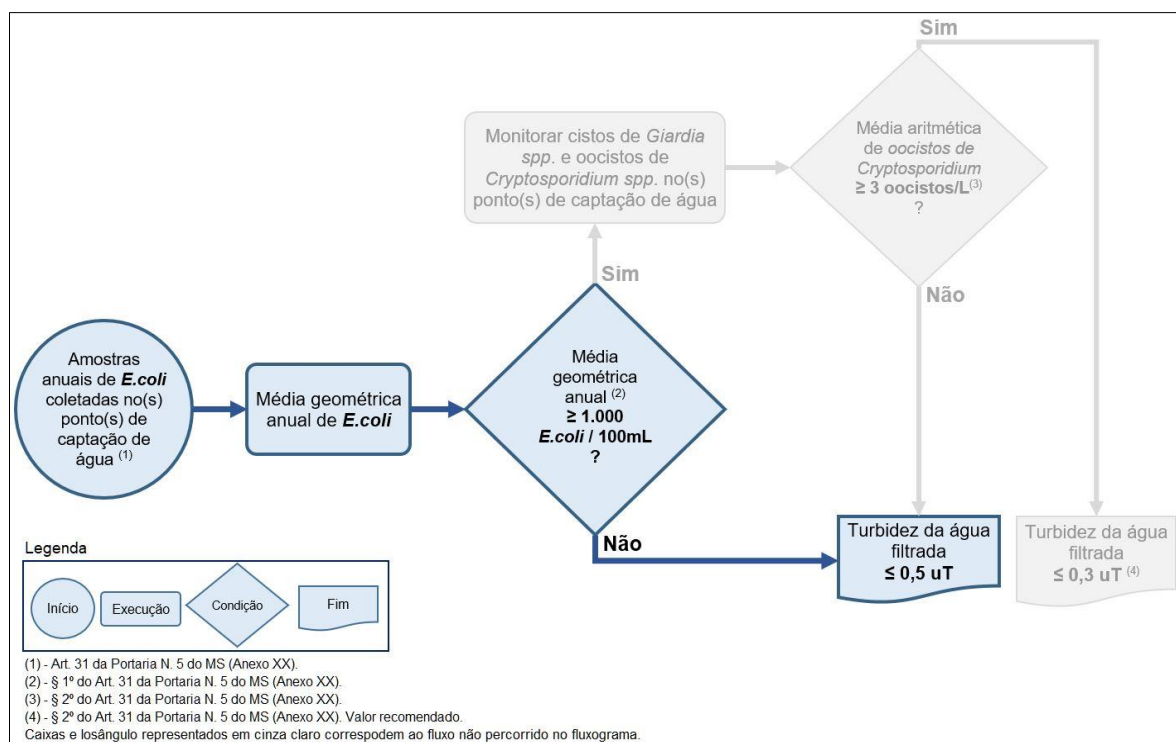 Sim
Monitorar cistos de Giardia
spp. e oocistos de
Cryptosporidium spp. no(s)
ponto(s) de captação de água
Média aritmética
de oocistos de
Cryptosporidium
≥ 3 oocistos/L(3)
?
Sim
Não
Amostras
anuais de E.coli
coletadas no(s)
ponto(s) de
captação de
água (1)
Média geométrica
anual de E.coli
Média
geométrica
anual (2)
≥ 1.000
E.coli / 100mL
?
Não
Turbidez da água
filtrada
≤ 0,5 uT
Turbidez da água
filtrada
≤ 0,3 uT (4)
Legenda
Início
Execução
Condição
Fim
(1) - Art. 31 da Portaria N. 5 do MS (Anexo XX).
(2) - § 1º do Art. 31 da Portaria N. 5 do MS (Anexo XX).
(3) - § 2º do Art. 31 da Portaria N. 5 do MS (Anexo XX).
(4) - § 2º do Art. 31 da Portaria N. 5 do MS (Anexo XX). Valor recomendado.
Caixas e losângulo representados em cinza claro correspodem ao fluxo não percorrido no fluxograma.